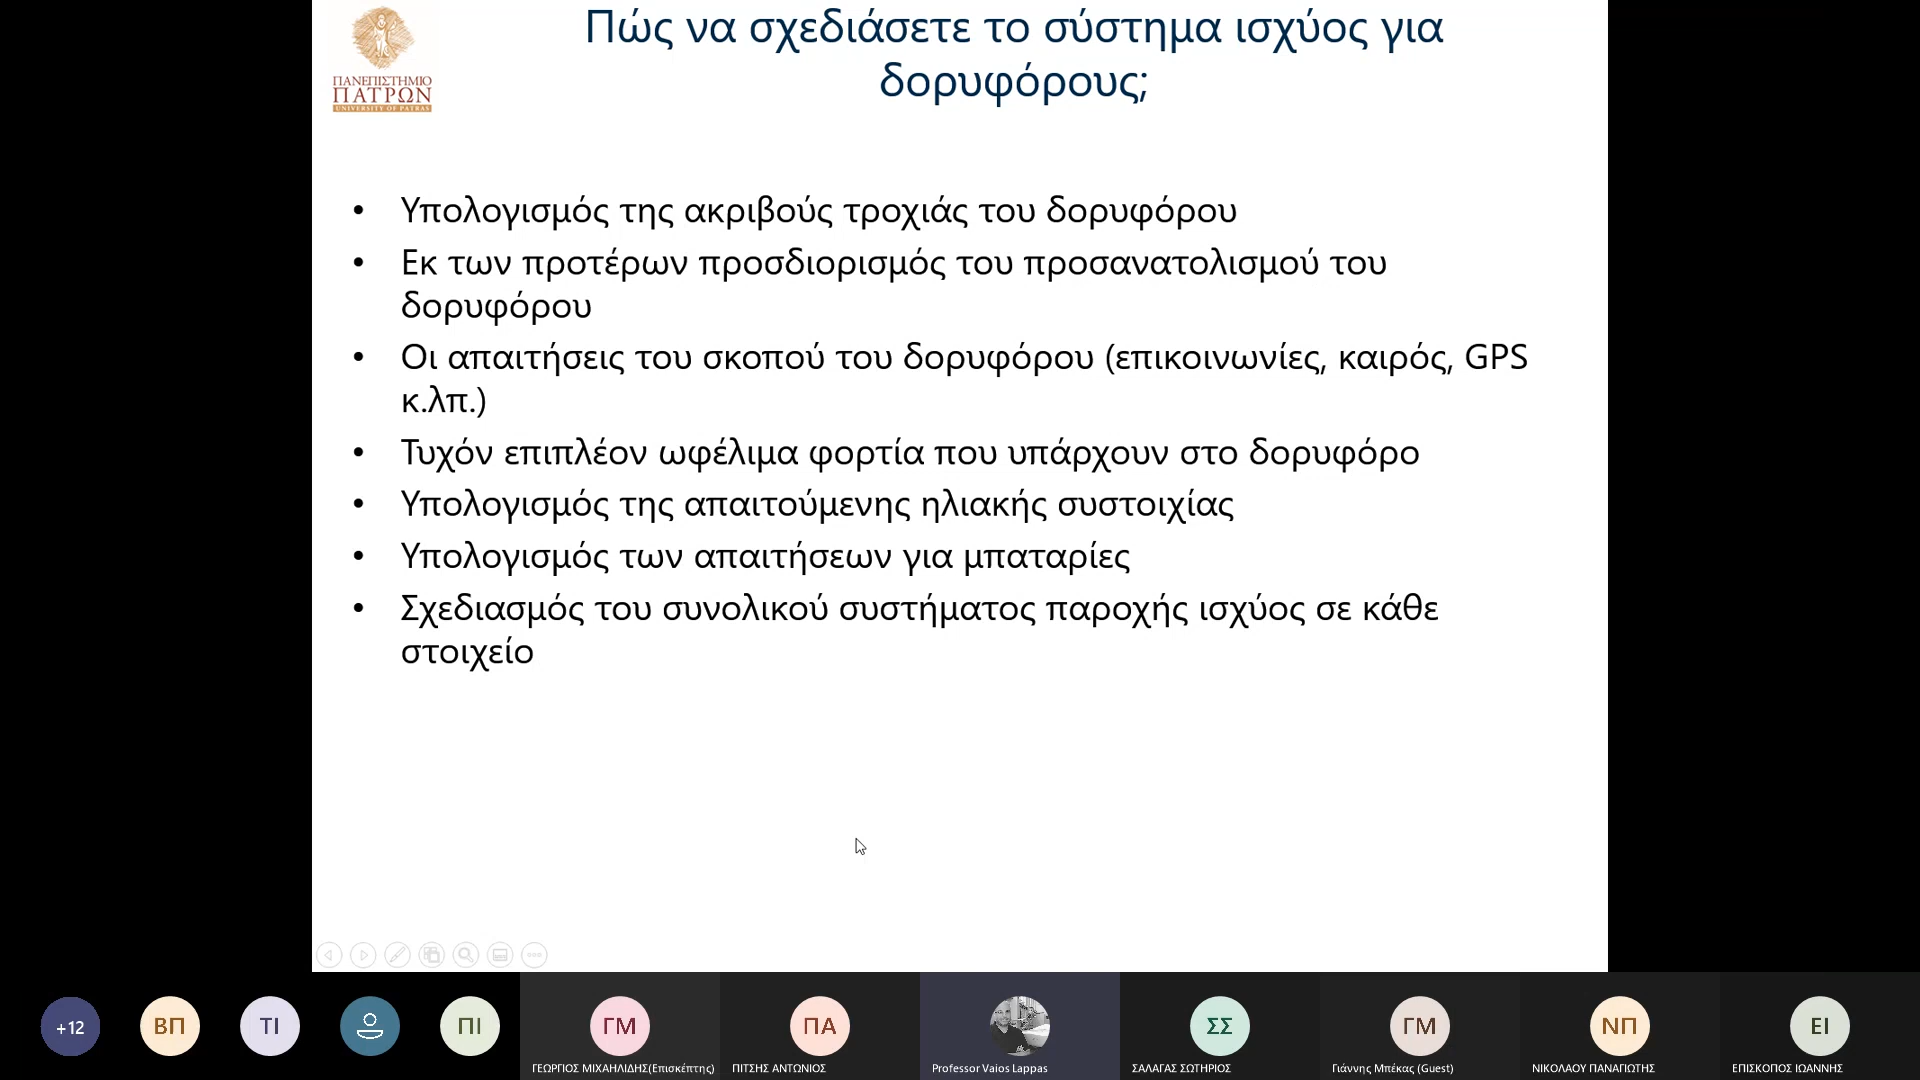 Πώς να σχεδιάσετε το σύστημα ισχύος για
δορυφόρους;
ΠΑΝΕΠΙΣΤΗΜΙΟ
ΠΑΤΡΩΝ
UNIVERSITY OF PATRAS
• Υπολογισμός της ακριβούς τροχιάς του δορυφόρου
• Εκ των προτέρων προσδιορισμός του προσανατολισμού του
δορυφόρου
• Οι απαιτήσεις του σκοπού του δορυφόρου (επικοινωνίες, καιρός, GPS
κ.λπ.)
• Τυχόν επιπλέον ωφέλιμα φορτία που υπάρχουν στο δορυφόρο
• Υπολογισμός της απαιτούμενης ηλιακής συστοιχίας
• Υπολογισμός των απαιτήσεων για μπαταρίες
• Σχεδιασμός του συνολικού συστήματος παροχής ισχύος σε κάθε
στοιχείο
+12
ΒΠ
ΤΙ
ΠΙ
ΓΜ
ΠΑ
ΣΣ
ΓΜ
ΝΠ
ΕΙ
ΓΕΩΡΓΙΟΣ ΜΙΧΑΗΛΙΔΗΣ(Επισκέπτης)
ΠΙΤΣΗΣ ΑΝΤΩΝΙΟΣ
Professor Vaios Lappas
ΣΑΛΑΓΑΣ ΣΩΤΗΡΙΟΣ
Γιάννης Μπέκας (Guest)
ΝΙΚΟΛΑΟΥ ΠΑΝΑΓΙΩΤΗΣ
ΕΠΙΣΚΟΠΟΣ ΙΩΑΝΝΗΣ